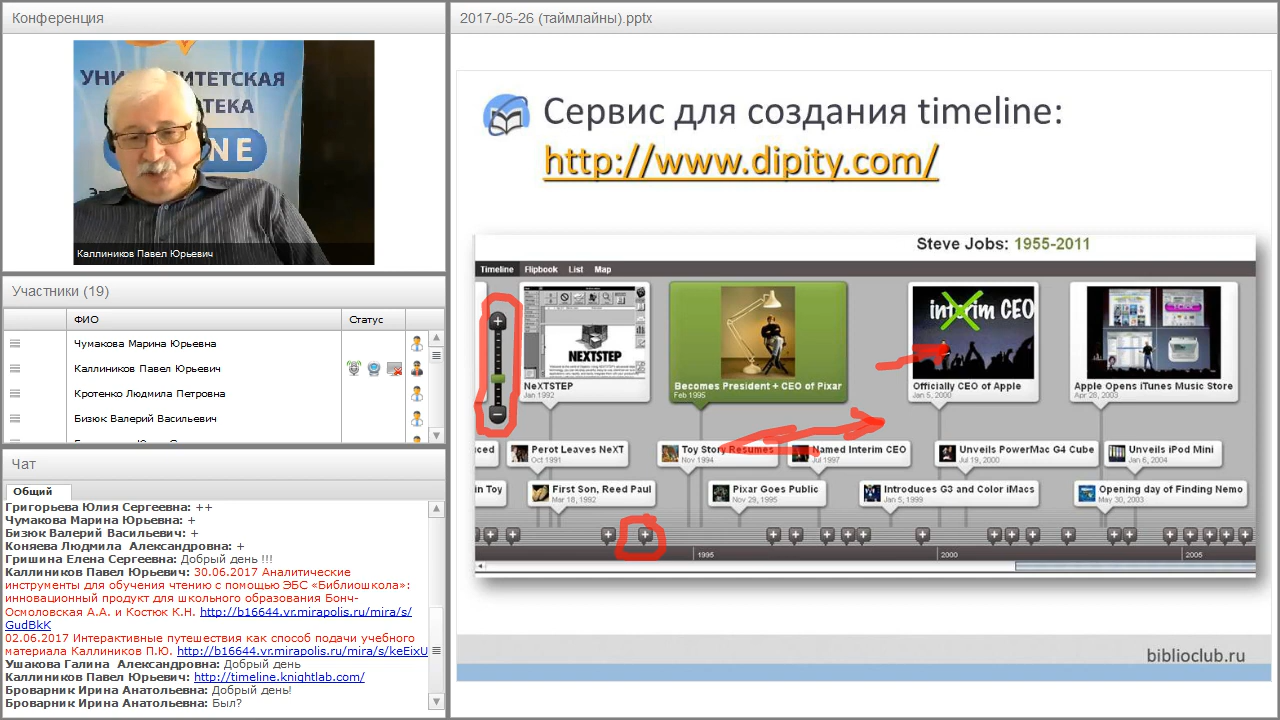 Конференция
УНИ
ИТЕТСКАЯ
ОТЕКА
NE
Каллиников Павел Юрьевич
Участники (19)
ФИО
Статус
Чумакова Марина Юрьевна
Каллиников Павел Юрьевич
Кротенко Людмила Петровна
Бизюк Валерий Васильевич
Чат
Общий
Григорьева Юлия Сергеевна: ++
Чумакова Марина Юрьевна: +
Бизюк Валерий Васильевич: +
Коняева Людмила Александровна: +
Гришина Елена Сергеевна: Добрый день !!!
Каллиников Павел Юрьевич: 30.06.2017 Аналитические
инструменты для обучения чтению с помощью ЭБС «Библиошкола»:
инновационный продукт для школьного образования Бонч-
Осмоловская А.А. и Костюк К.Н. http://b16644.vr.mirapolis.ru/mira/s/
GudBkK
02.06.2017 Интерактивные путешествия как способ подачи учебного
материала Каллиников П.Ю. http://b16644.vr.mirapolis.ru/mira/s/keEixU
Ушакова Галина Александровна: Добрый день
Каллиников Павел Юрьевич: http://timeline.knightlab.com/
Броварник Ирина Анатольевна: Добрый день!
Броварник Ирина Анатольевна: Был?
2017-05-26 (таймлайны).pptx
Сервис для создания timeline:
http://www.dipity.com/
Steve Jobs: 1955-2011
Timeline Flipbook List Map
NEXTSTEP
interim CEO
NeXTSTEP
Jan 1992
Becomes President + CEO of Pixar
Feb 1995
Officially CEO of Apple
Jan 5, 2000
Apple Opens iTunes Music Store
Apr 28, 2003
Perot Leaves NeXT
Oct 1991
Toy Story Resumes
Nov 1994
Named Interim CEO
Jul 1997
Unveils PowerMac G4 Cube
Jul 19, 2000
Unveils iPod Mini
Jan 6, 2004
in Toy
First Son, Reed Paul
Mar 18, 1992
Pixar Goes Public
Nov 29, 1995
Introduces G3 and Color iMacs
Jan 5, 1999
Opening day of Finding Nemo
May 30, 2003
1995
2000
2005
biblioclub.ru